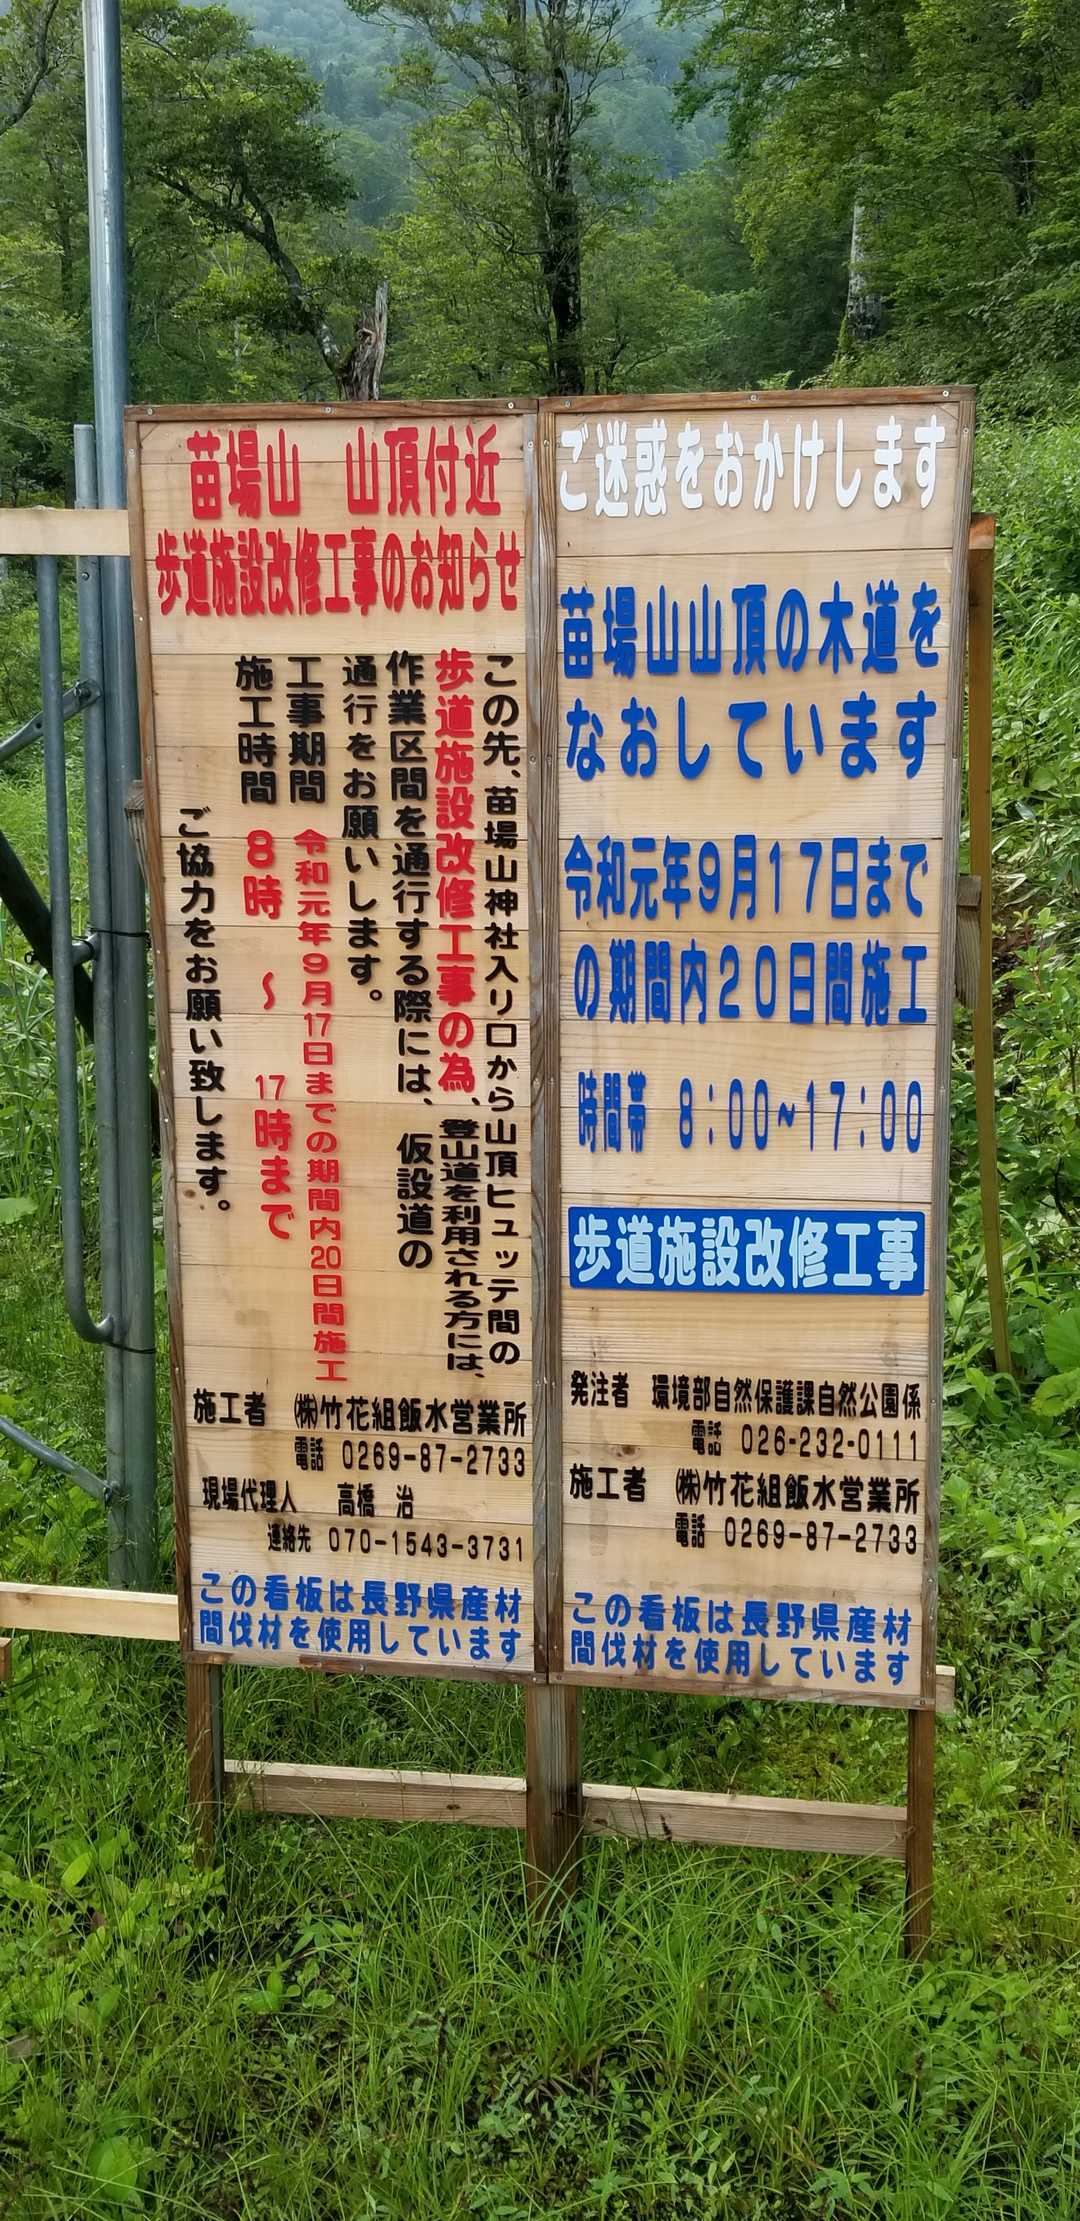 苗場山　山頂付近
歩道施設改修工事のお知らせ
この先、苗場山神社入り口から山頂ヒュッテ間の
歩道施設改修工事の為、登山道を利用される方には、
作業区間を通行する際には、仮設道の
通行をお願いします。
工事期間　令和元年9月17日までの期間内20日間施工
施工時間　8時　～　17時まで
ご協力をお願い致します。
施工者　㈱竹花組飯水営業所
電話　0269-87-2733
現場代理人　高橋　治
連絡先　070-1543-3731
この看板は長野県産材
間伐材を使用しています
ご迷惑をおかけします
苗場山山頂の木道を
なおしています
令和元年9月17日まで
の期間内20日間施工
時間帯　8:00~17:00
歩道施設改修工事
発注者　環境部自然保護課自然公園係
電話　026-232-0111
施工者　㈱竹花組飯水営業所
電話　0269-87-2733
この看板は長野県産材
間伐材を使用しています